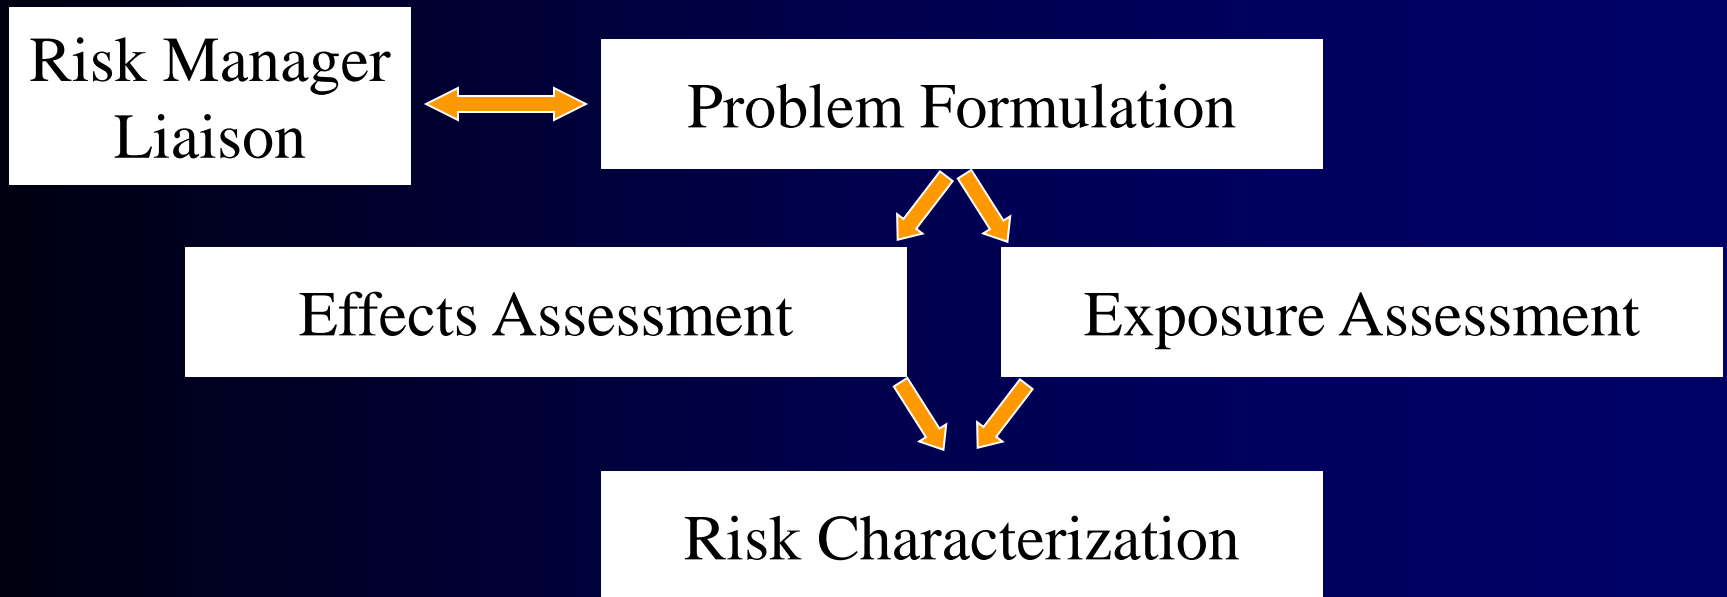 Risk Manager
Liaison
Problem Formulation
Effects Assessment
Exposure Assessment
Risk Characterization